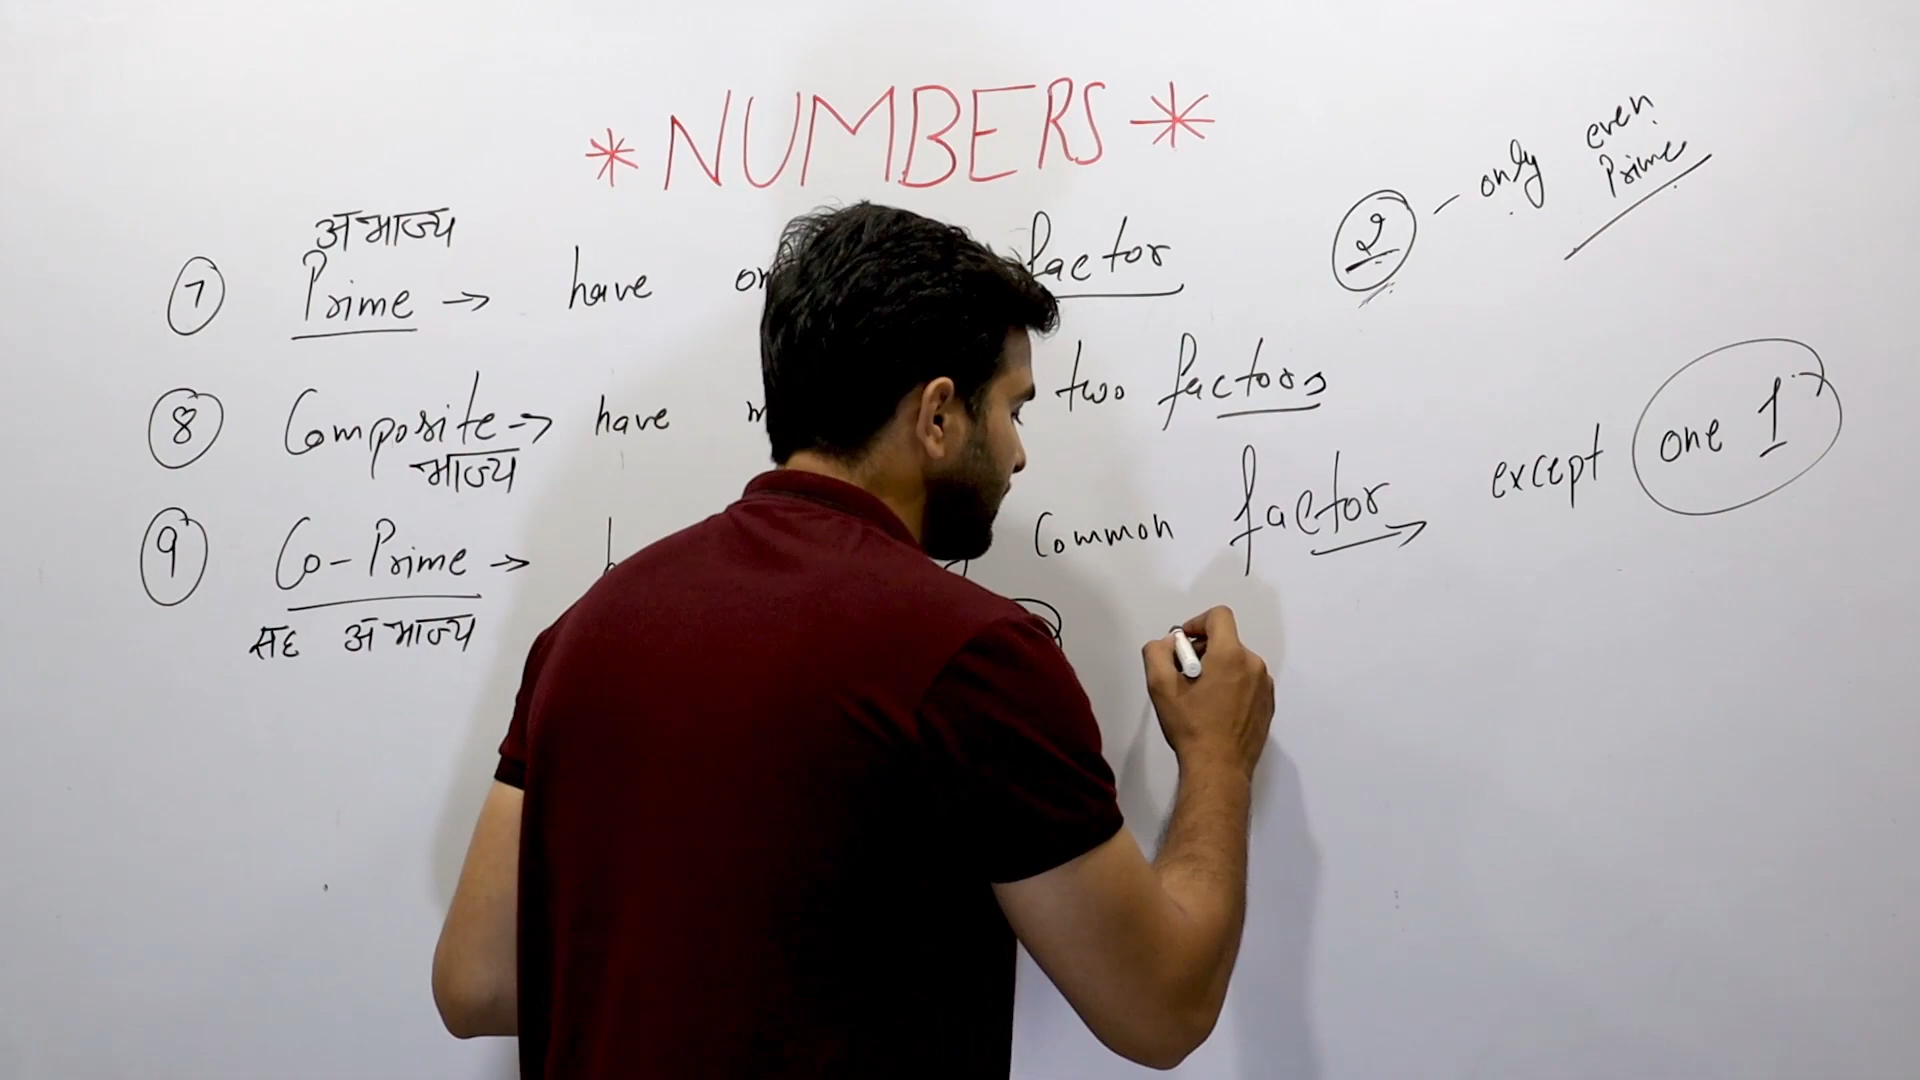 * NUMBERS *
2 - only even Prime
अभाज्य
7 Prime → have factor
8 Composite → have two factors
भाज्य
9 Co-Prime → Common factor → except one 1
सह अभाज्य